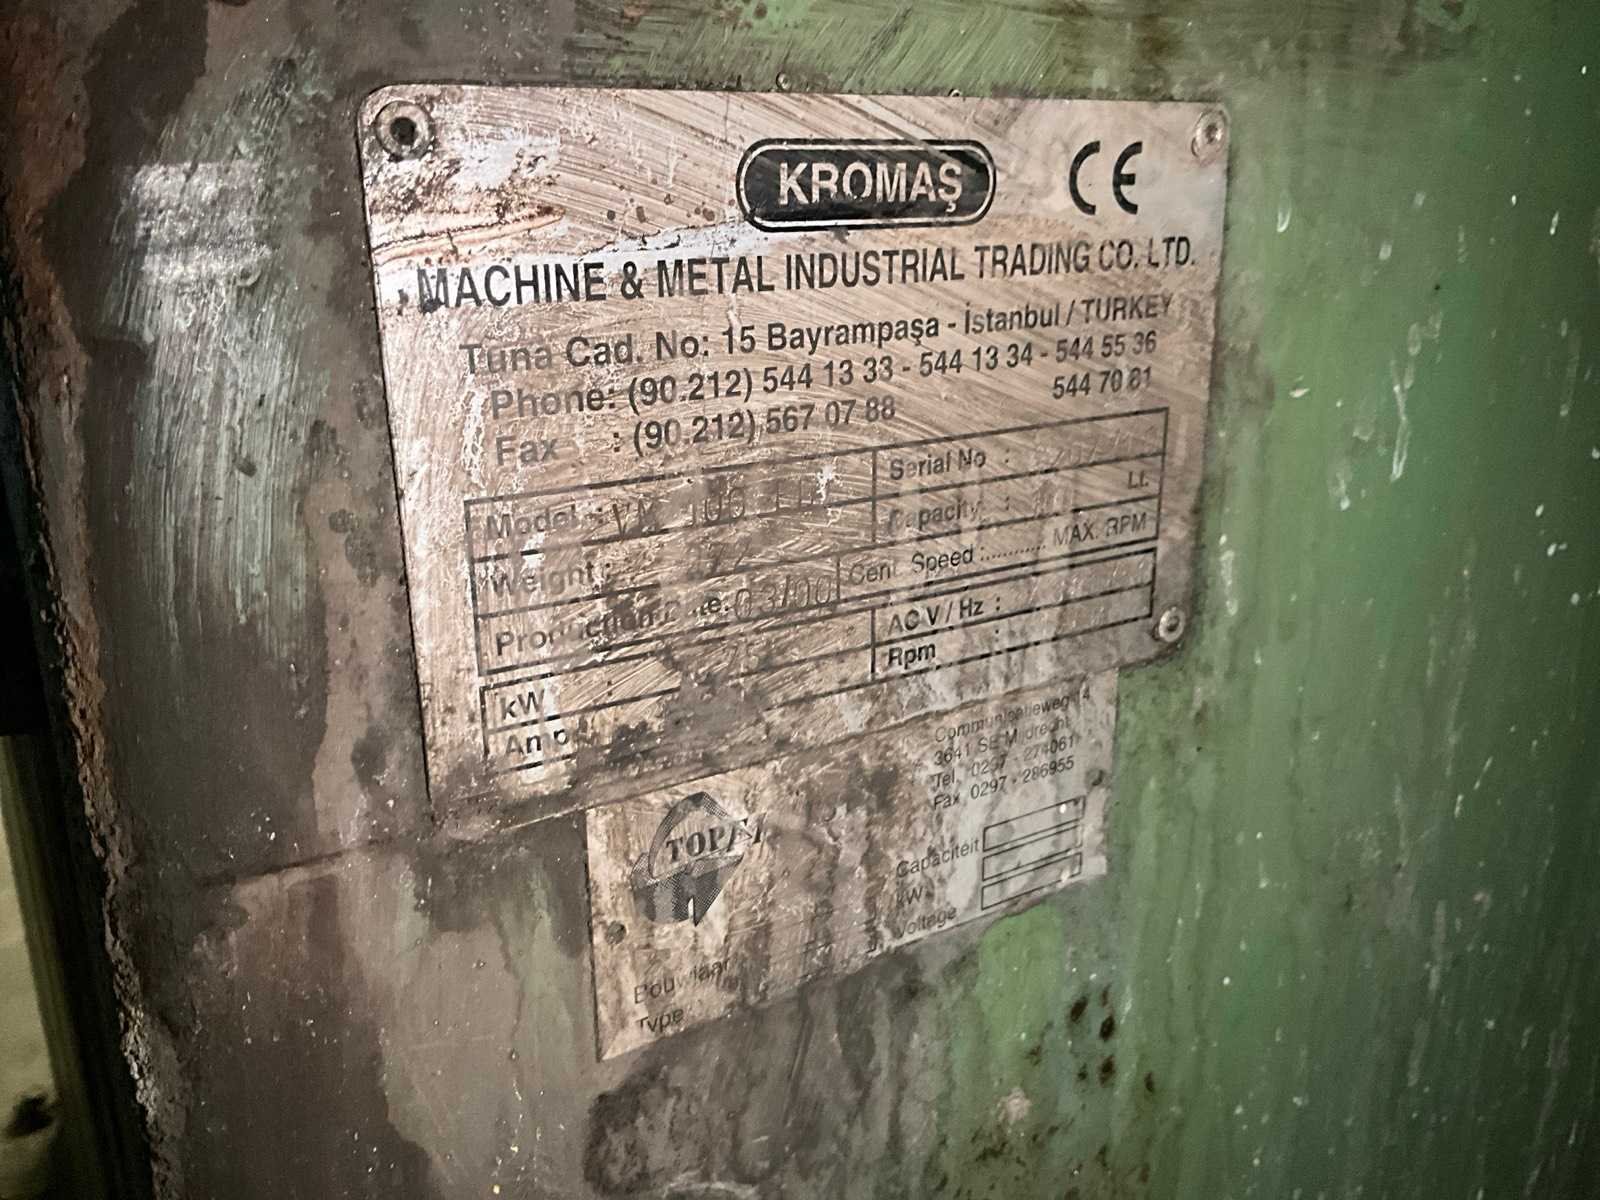 KROMAŞ CE
MACHINE & METAL INDUSTRIAL TRADING CO. LTD.
Tuna Cad. No: 15 Bayrampaşa - İstanbul / TURKEY
Phone: (90.212) 544 13 33 - 544 13 34 - 544 55 36
544 70 81
Fax : (90.212) 567 07 88
Model :
Serial No :
Weight :
Capacity : Lt.
Production Date: 03/00
Cent. Speed :........... MAX. RPM
kW :
AC V / Hz :
Amp
Rpm :
Communicatieweg 14
3641 SE Mijdrecht
Tel. 0297 - 274061
Fax 0297 - 286955
Capaciteit
kW
Voltage
Bouwjaar
Type